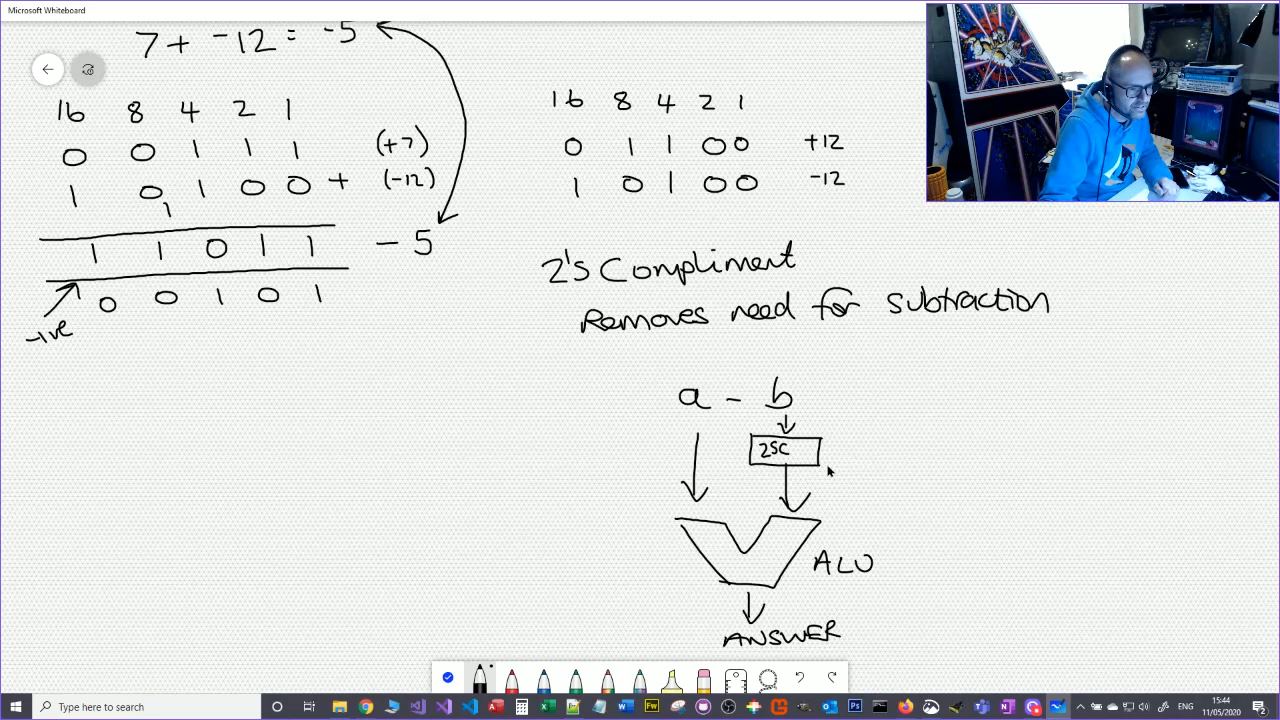 Microsoft Whiteboard
7 + -12 = -5
16 8 4 2 1
0 0 1 1 1 (+7)
1 0 1 0 0 + (-12)
1
1 1 0 1 1 - 5
0 0 1 0 1
-ive
16 8 4 2 1
0 1 1 0 0 +12
1 0 1 0 0 -12
2's Compliment
Removes need for subtraction
a - b
2SC
ALU
ANSWER
Type here to search
ENG
15:44
11/05/2020